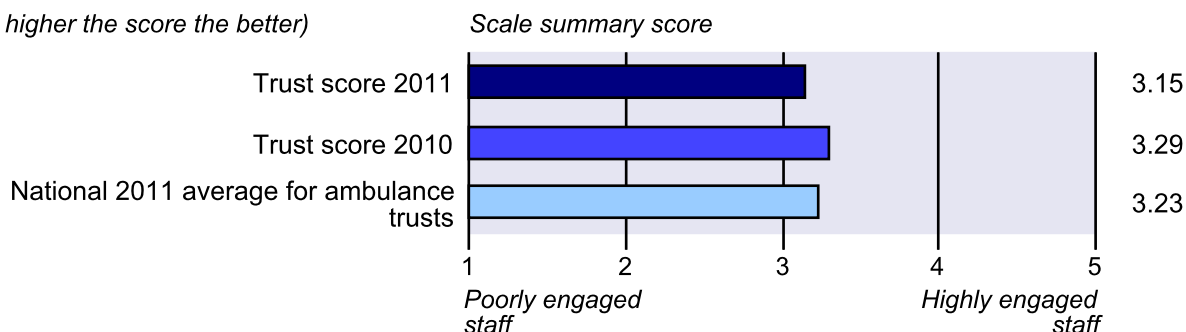 higher the score the better)
Scale summary score
Trust score 2011
3.15
Trust score 2010
3.29
National 2011 average for ambulance
trusts
3.23
1 2 3 4 5
Poorly engaged
staff
Highly engaged
staff